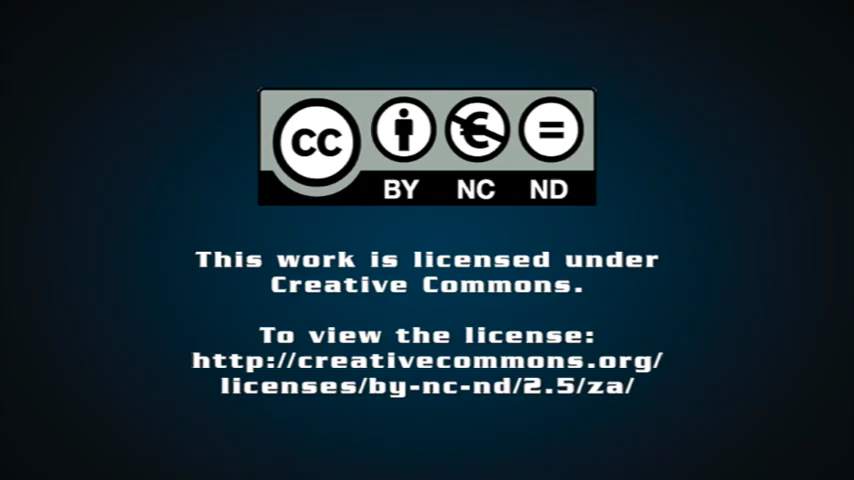 CC
BY NC ND
This work is licensed under
Creative Commons.
To view the license:
http://creativecommons.org/
licenses/by-nc-nd/2.5/za/